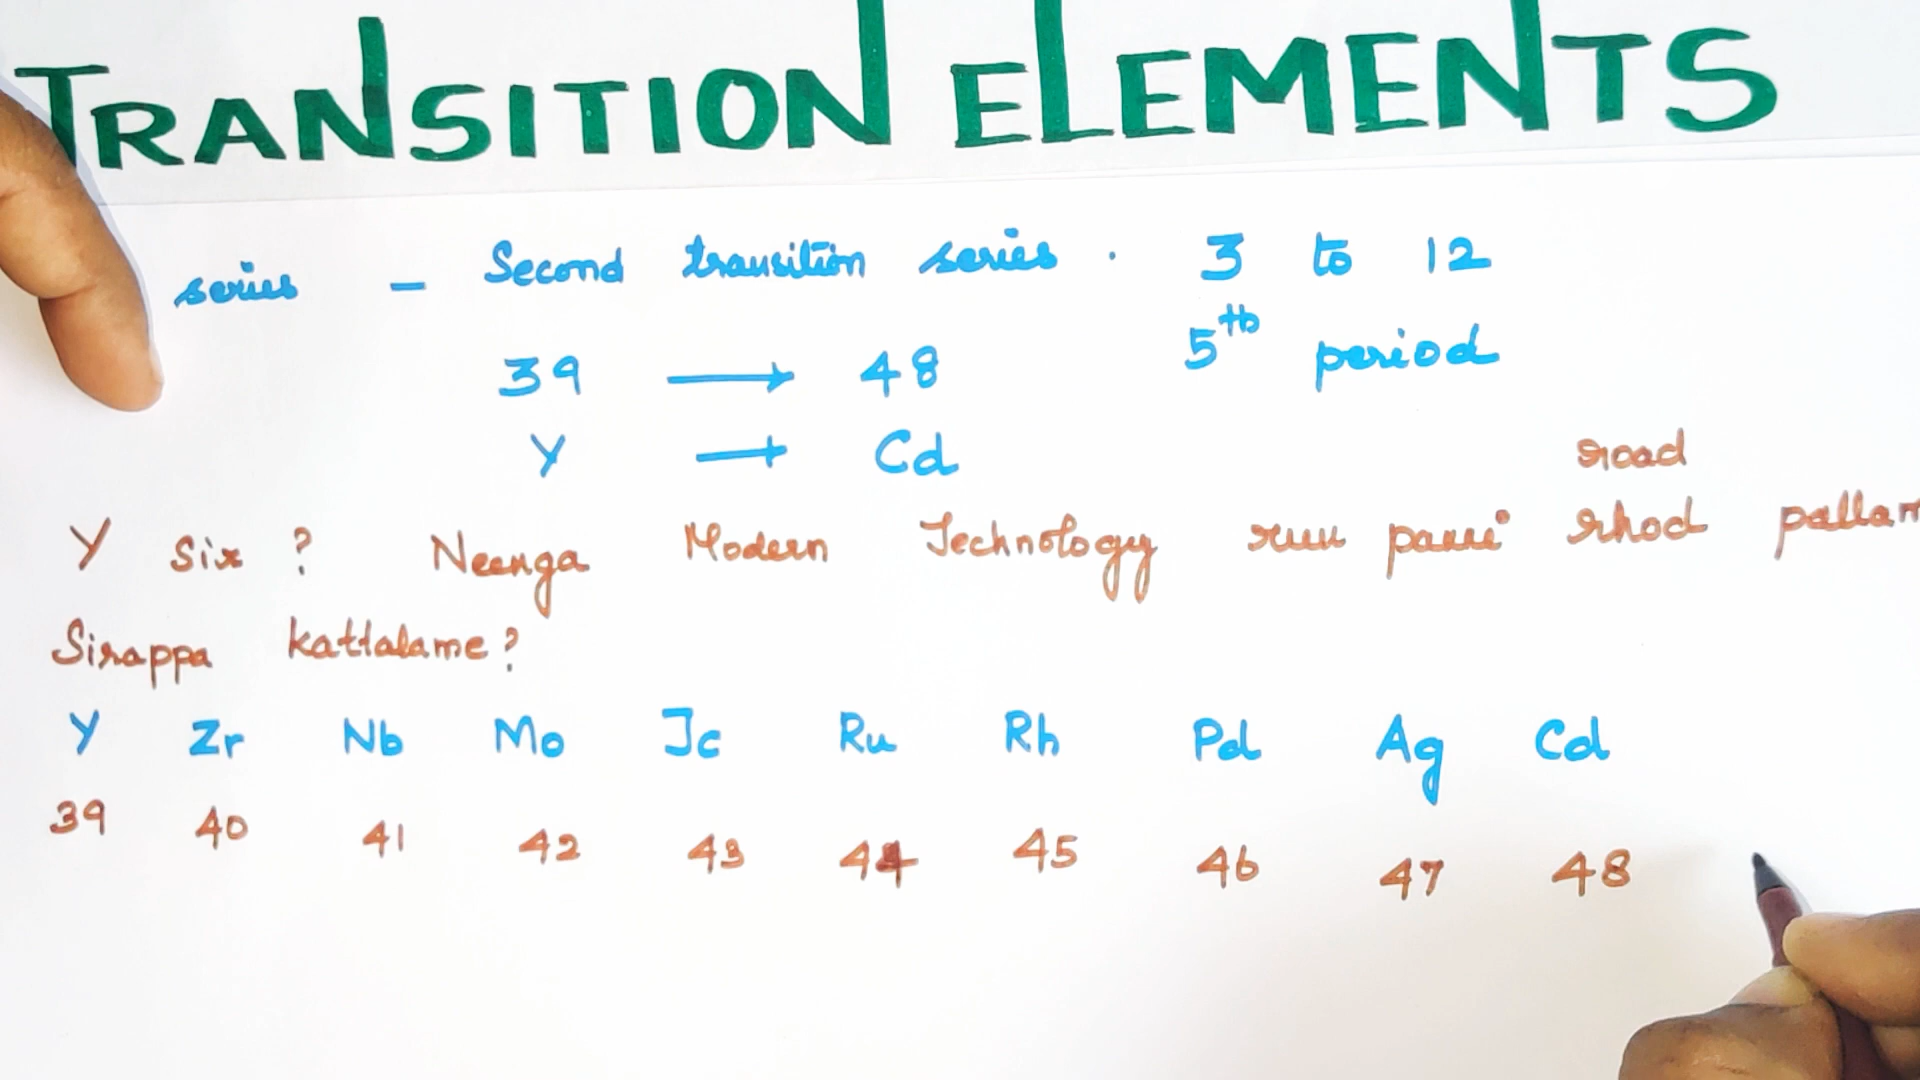 TRANSITION ELEMENTS
series – Second transition series. 3 to 12
5th period
39 → 48
Y → Cd
road
Y Six ? Neenga Modern Technology run panni rhod pallam
Sirappa kattalame?
Y Zr Nb Mo Tc Ru Rh Pd Ag Cd
39 40 41 42 43 44 45 46 47 48